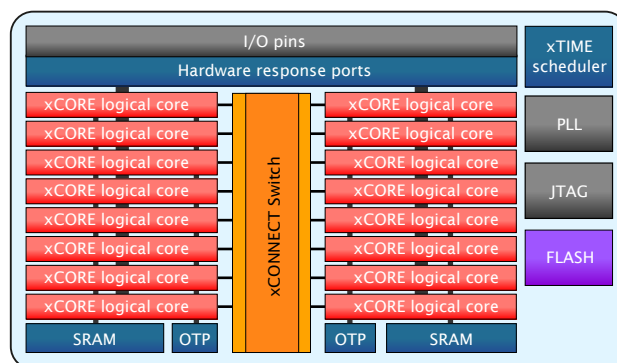 I/O pins
Hardware response ports
xTIME
scheduler
xCORE logical core
xCORE logical core
xCORE logical core
xCORE logical core
xCORE logical core
xCORE logical core
xCORE logical core
xCORE logical core
SRAM
OTP
xCONNECT Switch
xCORE logical core
xCORE logical core
xCORE logical core
xCORE logical core
xCORE logical core
xCORE logical core
xCORE logical core
xCORE logical core
OTP
SRAM
PLL
JTAG
FLASH